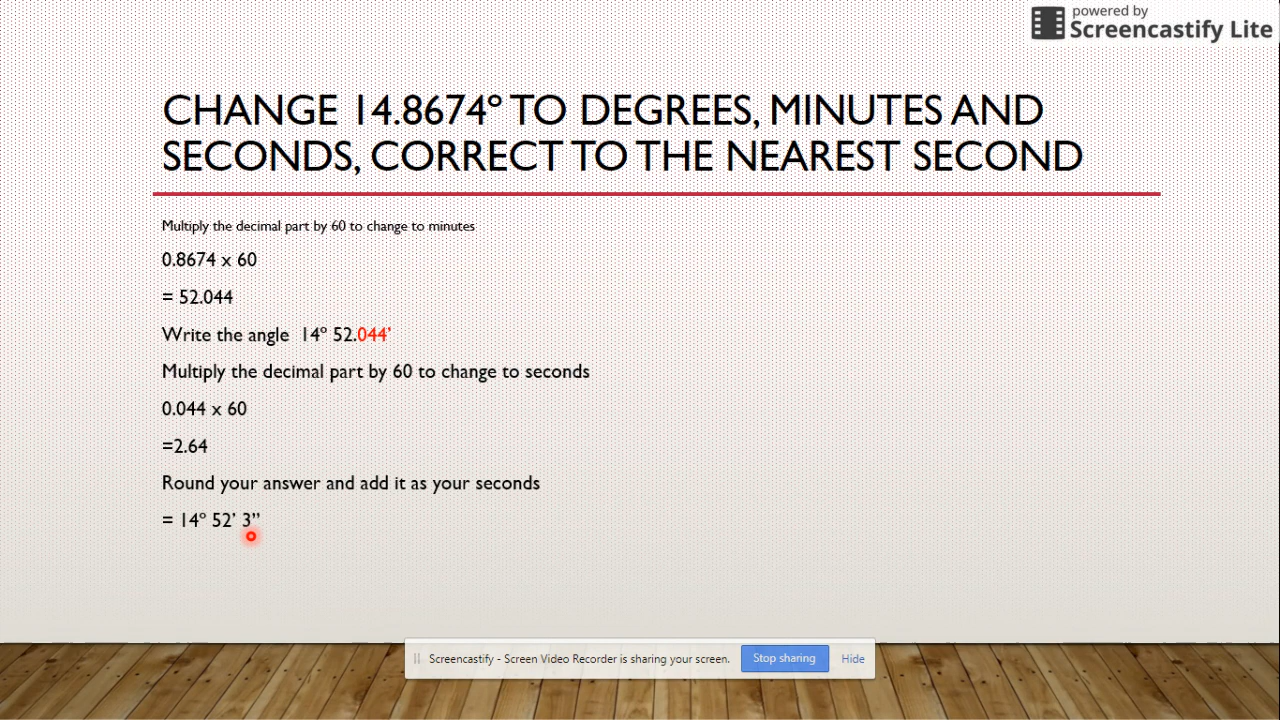 powered by
Screencastify Lite
CHANGE 14.8674º TO DEGREES, MINUTES AND
SECONDS, CORRECT TO THE NEAREST SECOND
Multiply the decimal part by 60 to change to minutes
0.8674 x 60
= 52.044
Write the angle 14º 52.044’
Multiply the decimal part by 60 to change to seconds
0.044 x 60
=2.64
Round your answer and add it as your seconds
= 14º 52’ 3”
Screencastify - Screen Video Recorder is sharing your screen. Stop sharing Hide